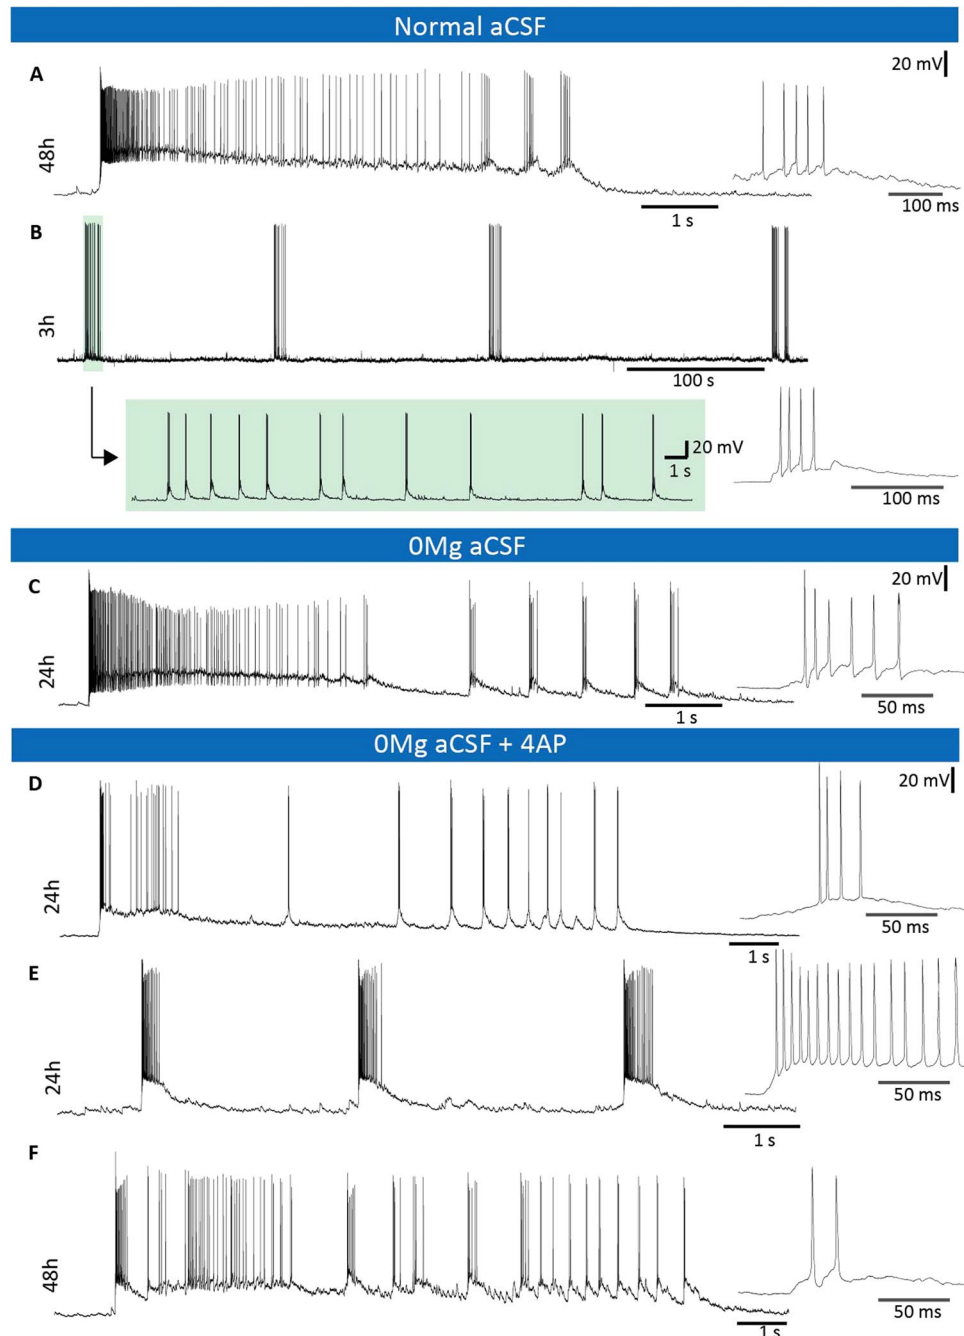 Normal aCSF
A
20 mV
48h
1 s
100 ms
B
3h
100 s
20 mV
1 s
100 ms
0Mg aCSF
C
20 mV
24h
1 s
50 ms
0Mg aCSF + 4AP
D
20 mV
24h
1 s
50 ms
E
24h
1 s
50 ms
F
48h
1 s
50 ms